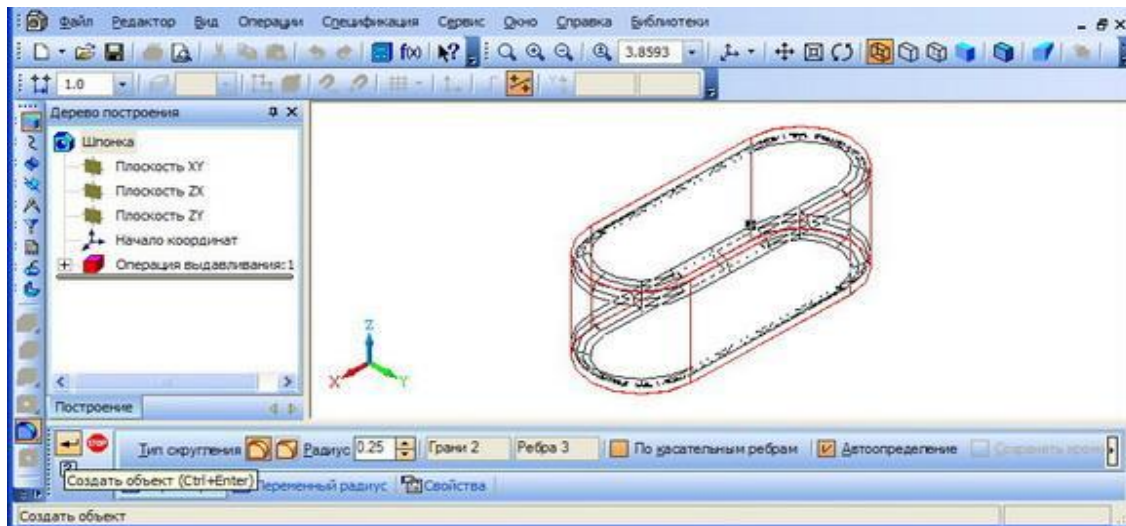 Файл Редактор Вид Операции Спецификация Сервис Окно Справка Библиотеки
f(x) 3.8593
1.0
Дерево построения
Шпонка
Плоскость XY
Плоскость ZX
Плоскость ZY
Начало координат
Операция выдавливания:1
Z
X Y
Построение
STOP Тип скругления Радиус 0.25 Грани 2 Ребра 3 По касательным ребрам Автоопределение Сохранять
Создать объект (Ctrl+Enter) Переменный радиус Свойства
Создать объект